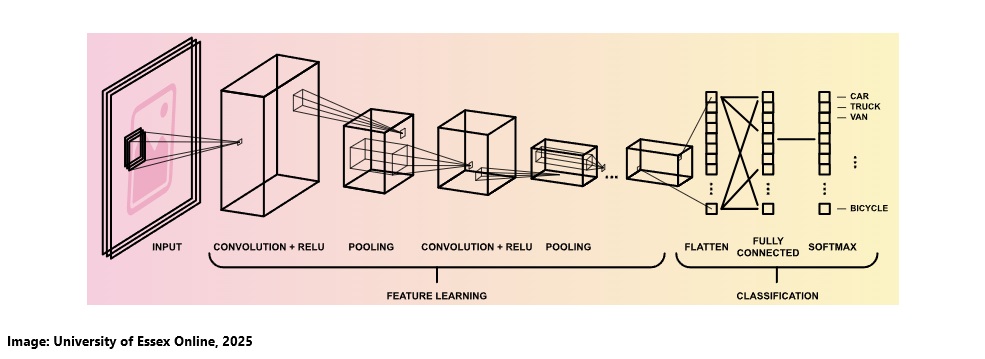 CAR
TRUCK
VAN
BICYCLE
INPUT
CONVOLUTION + RELU
POOLING
CONVOLUTION + RELU
POOLING
FLATTEN
FULLY
CONNECTED
SOFTMAX
FEATURE LEARNING
CLASSIFICATION
Image: University of Essex Online, 2025